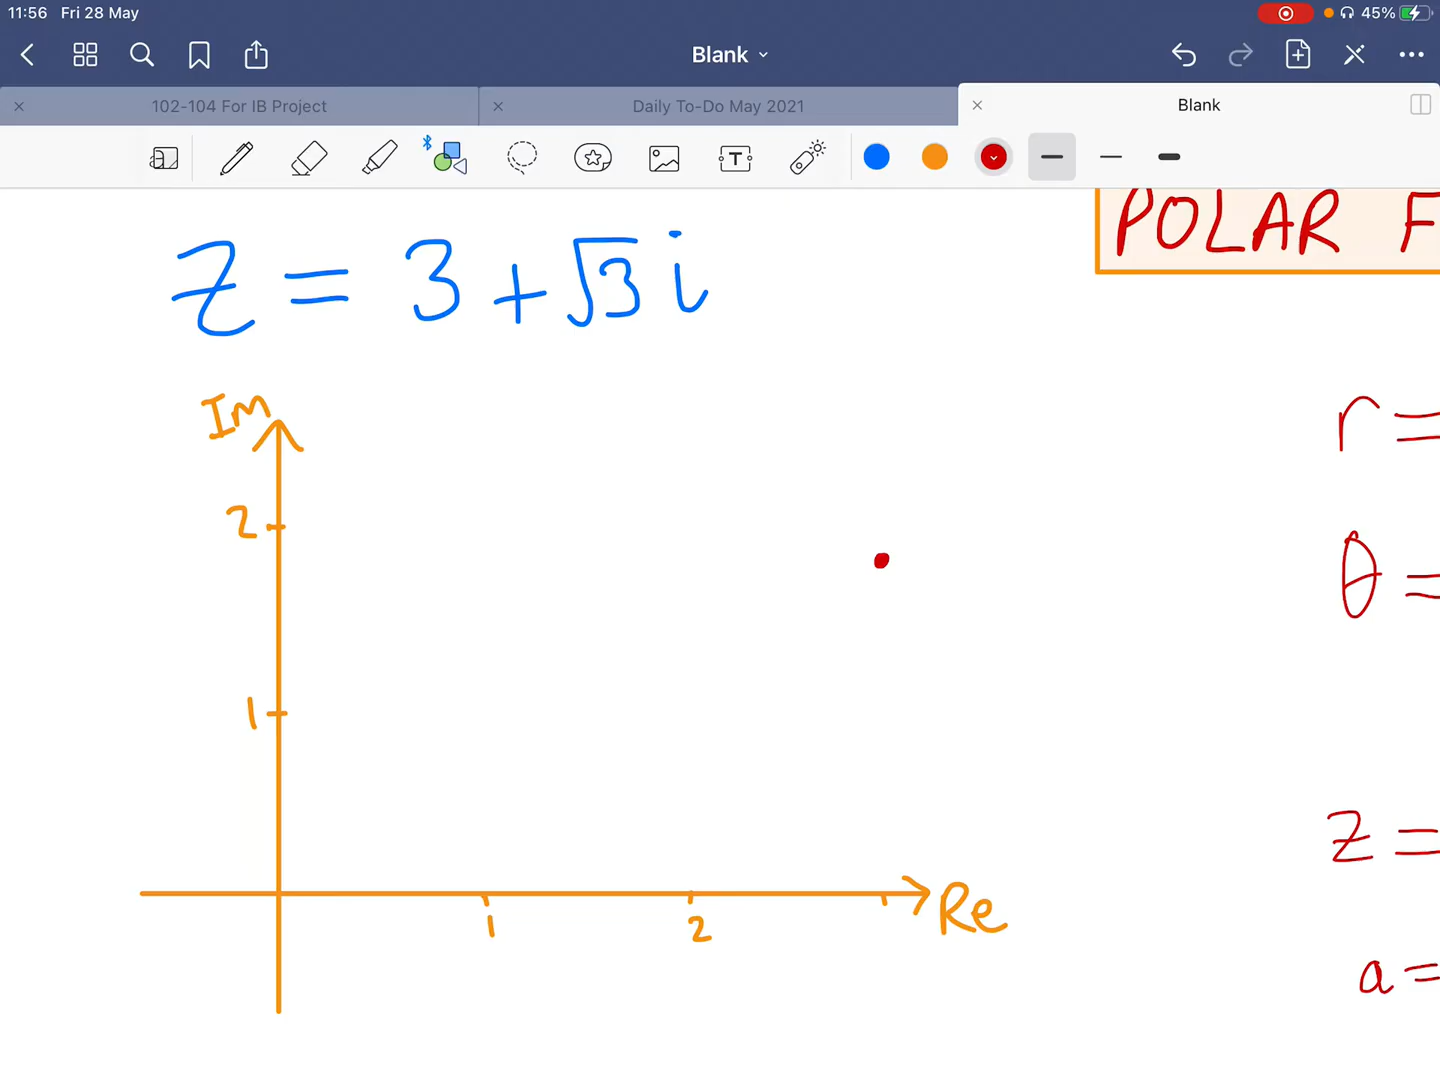 11:56 Fri 28 May
45%
Blank
102-104 For IB Project
Daily To-Do May 2021
Blank
T
POLAR F
z = 3 + √3 i
Im
r =
2
θ =
1
z =
Re
1
2
a =